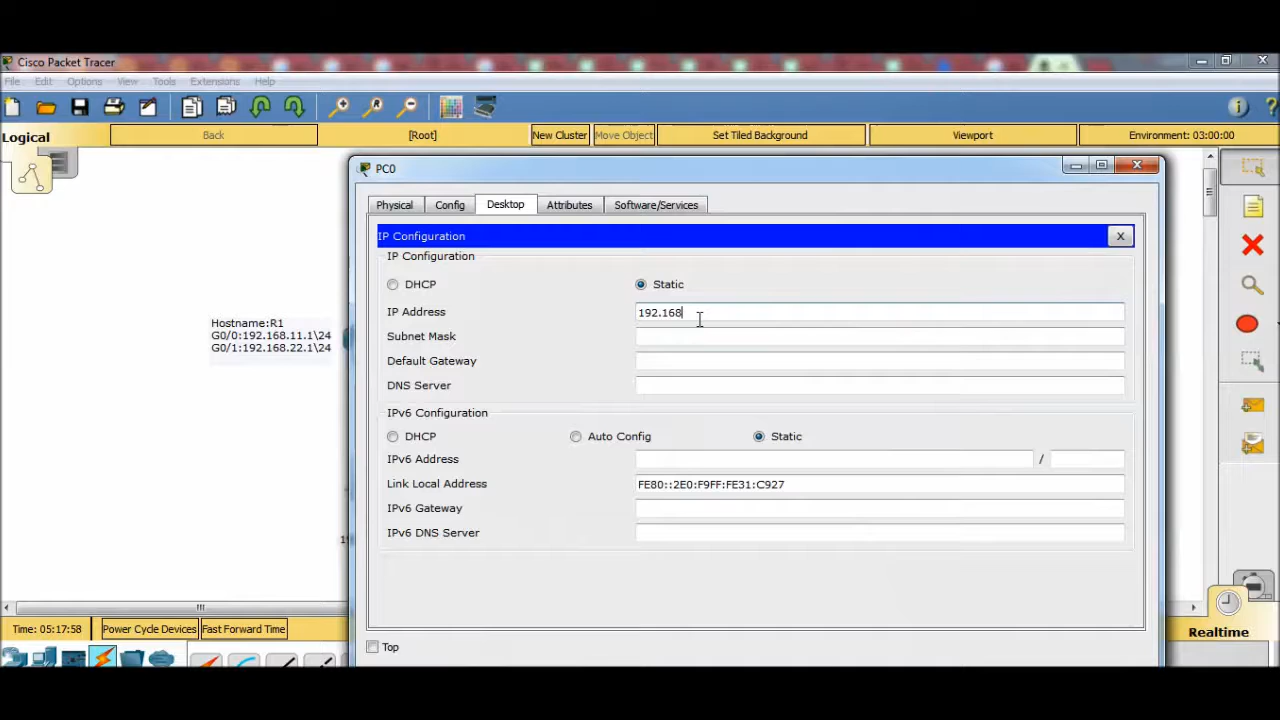 Cisco Packet Tracer
File Edit Options View Tools Extensions Help
Logical
Back
[Root]
New Cluster
Move Object
Set Tiled Background
Viewport
Environment: 03:00:00
PC0
Physical Config Desktop Attributes Software/Services
IP Configuration
X
IP Configuration
DHCP
Static
IP Address
192.168
Subnet Mask
Default Gateway
DNS Server
Hostname:R1
G0/0:192.168.11.1\24
G0/1:192.168.22.1\24
IPv6 Configuration
DHCP
Auto Config
Static
IPv6 Address
/
Link Local Address
FE80::2E0:F9FF:FE31:C927
IPv6 Gateway
IPv6 DNS Server
Time: 05:17:58
Power Cycle Devices
Fast Forward Time
Realtime
Top